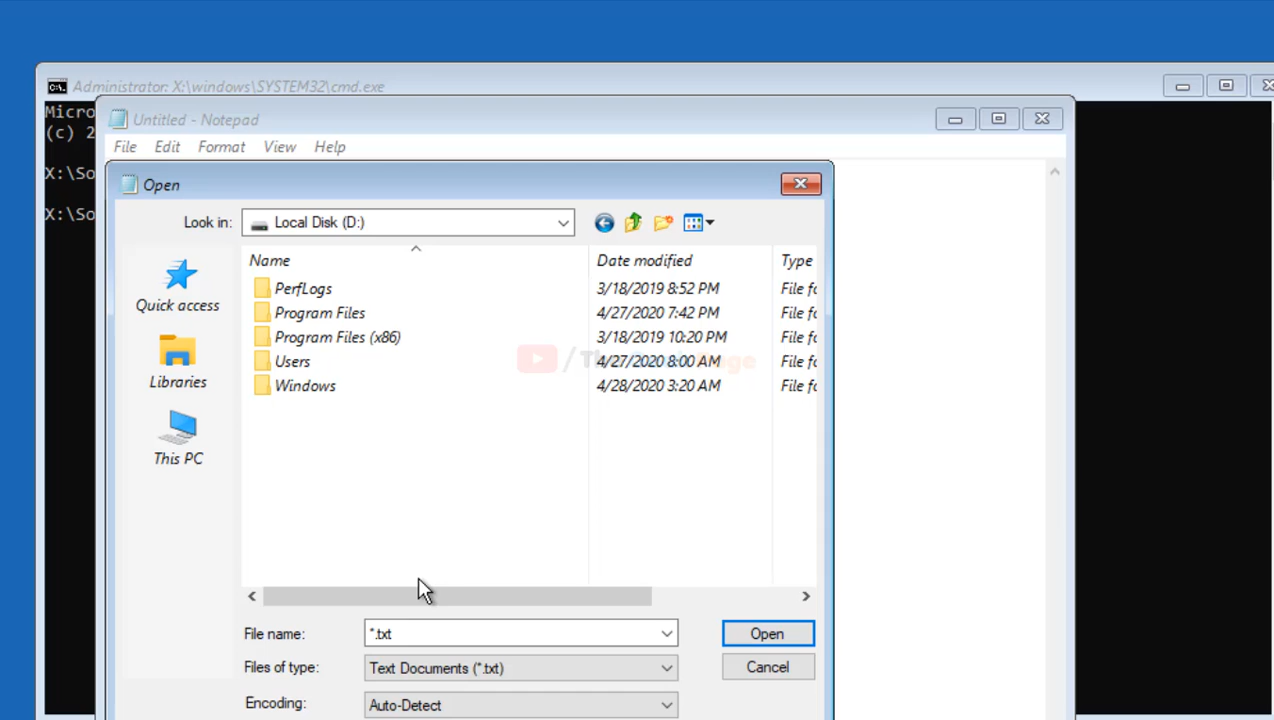 Administrator: X:\windows\SYSTEM32\cmd.exe
Micro
(c) 2
X:\So
X:\So
Untitled - Notepad
File Edit Format View Help
Open
Look in: Local Disk (D:)
Quick access
Libraries
This PC
Name Date modified Type
PerfLogs 3/18/2019 8:52 PM File fo
Program Files 4/27/2020 7:42 PM File fo
Program Files (x86) 3/18/2019 10:20 PM File fo
Users 4/27/2020 8:00 AM File fo
Windows 4/28/2020 3:20 AM File fo
File name: *.txt Open
Files of type: Text Documents (*.txt) Cancel
Encoding: Auto-Detect